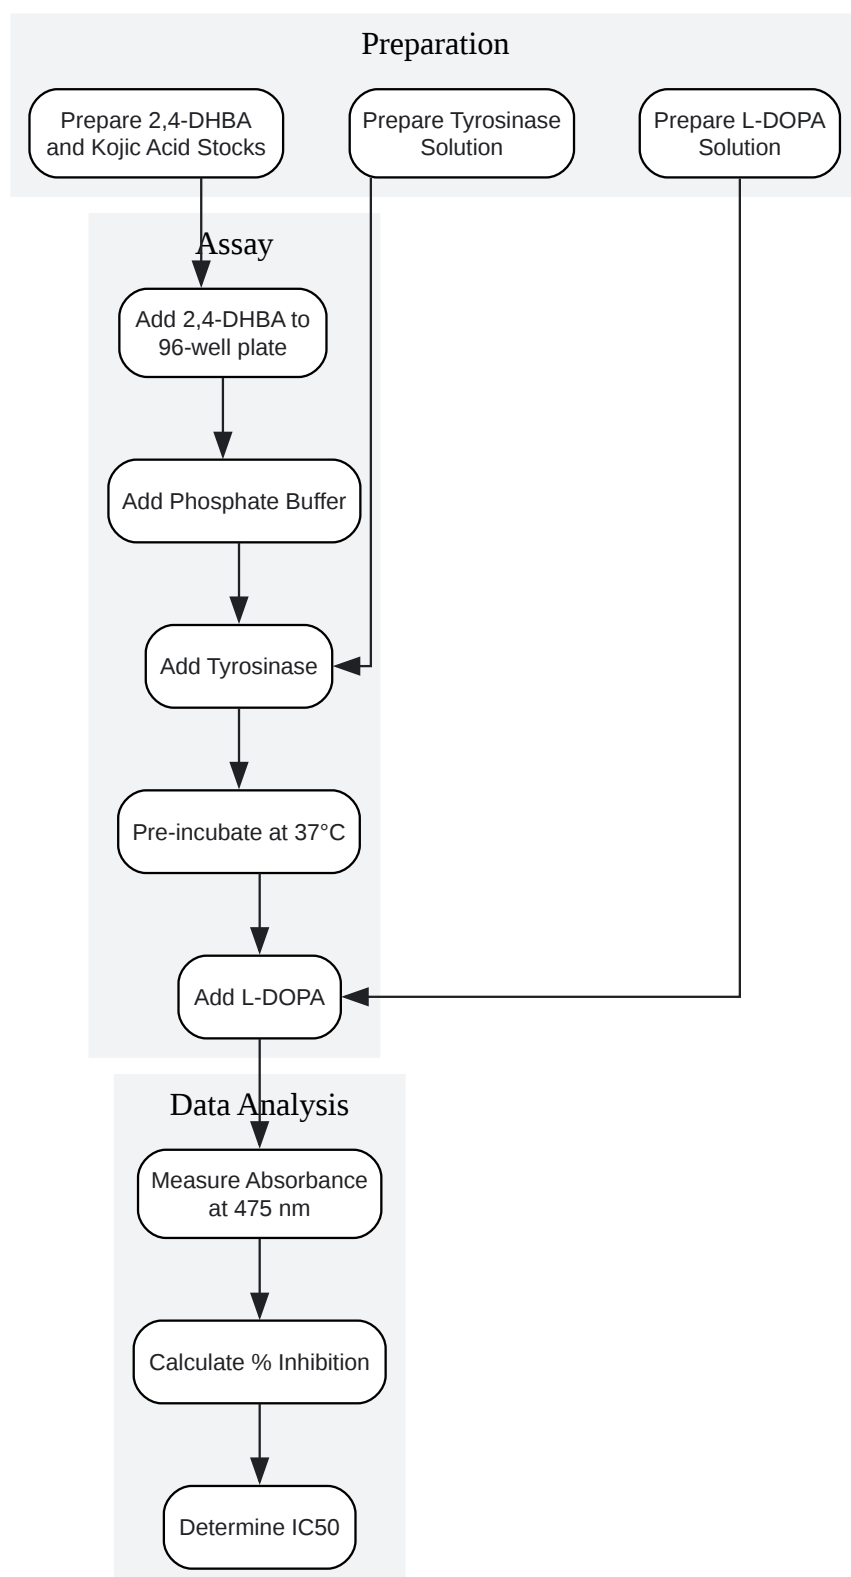 Preparation
Prepare 2,4-DHBA
and Kojic Acid Stocks
Prepare Tyrosinase
Solution
Prepare L-DOPA
Solution
Assay
Add 2,4-DHBA to
96-well plate
Add Phosphate Buffer
Add Tyrosinase
Pre-incubate at 37°C
Add L-DOPA
Data Analysis
Measure Absorbance
at 475 nm
Calculate % Inhibition
Determine IC50